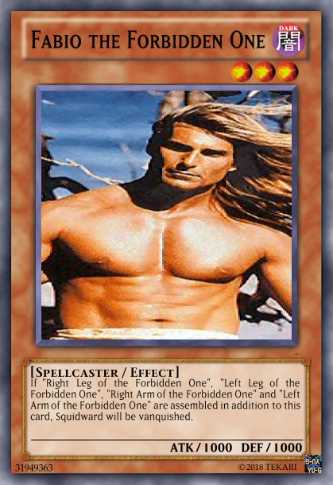 FABIO THE FORBIDDEN ONE
DARK
闇
[SPELLCASTER / EFFECT]
If "Right Leg of the Forbidden One", "Left Leg of the
Forbidden One", "Right Arm of the Forbidden One" and "Left
Arm of the Forbidden One" are assembled in addition to this
card, Squidward will be vanquished.
ATK / 1000 DEF / 1000
31949363
©2018 TEKARI